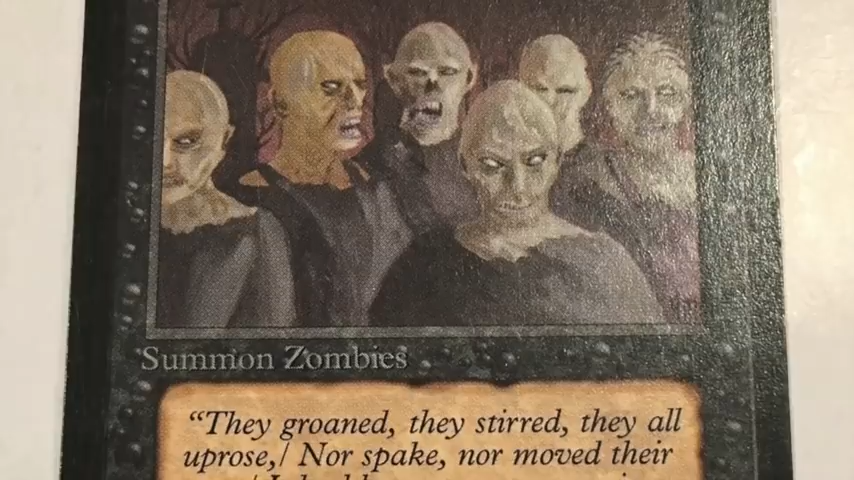 Summon Zombies
“They groaned, they stirred, they all
uprose,/ Nor spake, nor moved their